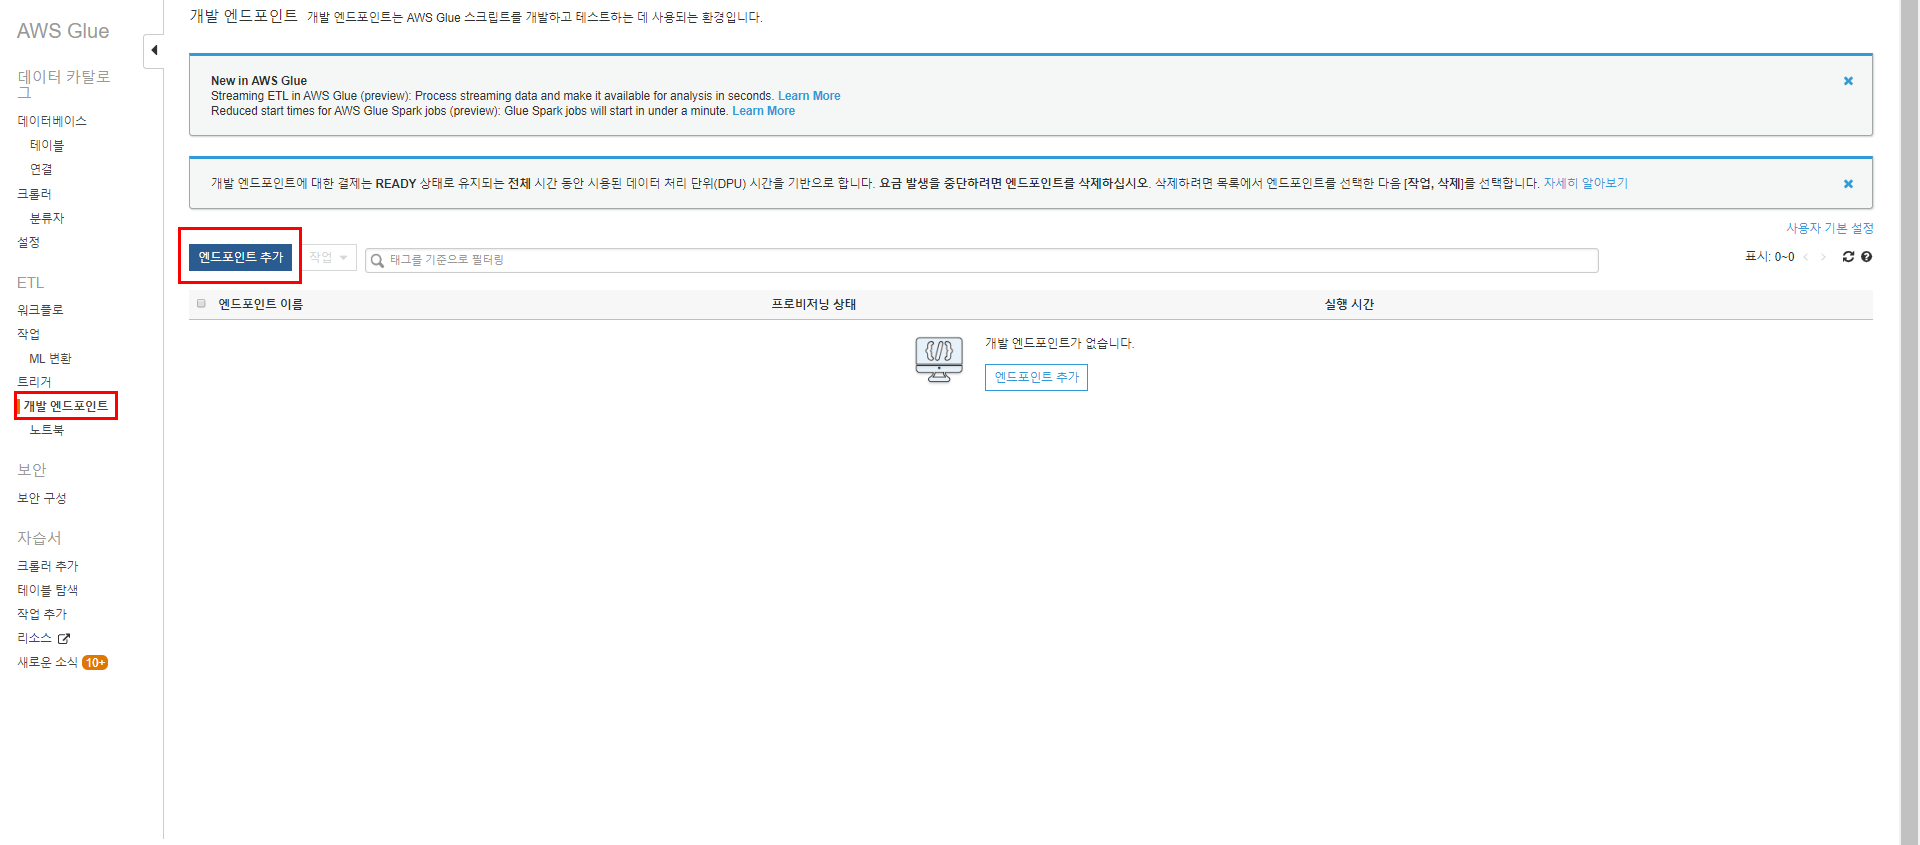 AWS Glue
데이터 카탈로
그
데이터베이스
테이블
연결
크롤러
분류자
설정
ETL
워크플로
작업
ML 변환
트리거
개발 엔드포인트
노트북
보안
보안 구성
자습서
크롤러 추가
테이블 탐색
작업 추가
리소스
새로운 소식 10+
개발 엔드포인트 개발 엔드포인트는 AWS Glue 스크립트를 개발하고 테스트하는 데 사용되는 환경입니다.
New in AWS Glue
Streaming ETL in AWS Glue (preview): Process streaming data and make it available for analysis in seconds. Learn More
Reduced start times for AWS Glue Spark jobs (preview): Glue Spark jobs will start in under a minute. Learn More
개발 엔드포인트에 대한 결제는 READY 상태로 유지되는 전체 시간 동안 사용된 데이터 처리 단위(DPU) 시간을 기반으로 합니다. 요금 발생을 중단하려면 엔드포인트를 삭제하십시오. 삭제하려면 목록에서 엔드포인트를 선택한 다음 [작업, 삭제]를 선택합니다. 자세히 알아보기
사용자 기본 설정
엔드포인트 추가 작업 태그를 기준으로 필터링 표시: 0~0
엔드포인트 이름 프로비저닝 상태 실행 시간
개발 엔드포인트가 없습니다.
엔드포인트 추가